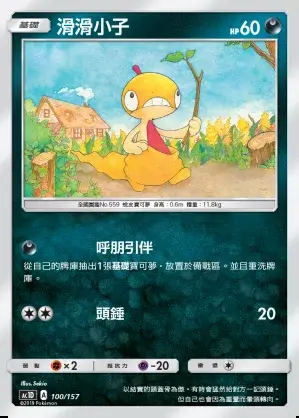 基礎 滑滑小子 HP60
全國圖鑑No.559 蛻皮寶可夢 身高：0.6m 體重：11.8kg
呼朋引伴
從自己的牌庫抽出1張基礎寶可夢，放置於備戰區。並且重洗牌
庫。
頭錘 20
弱點 ×2 抵抗力 -20 撤退
Illus. Sekio
AC1D A 100/157
©2019 Pokémon
以結實的頭蓋骨為傲，有時會猛然給對方一記頭錘，
但自己也會因為重而暈頭轉向。